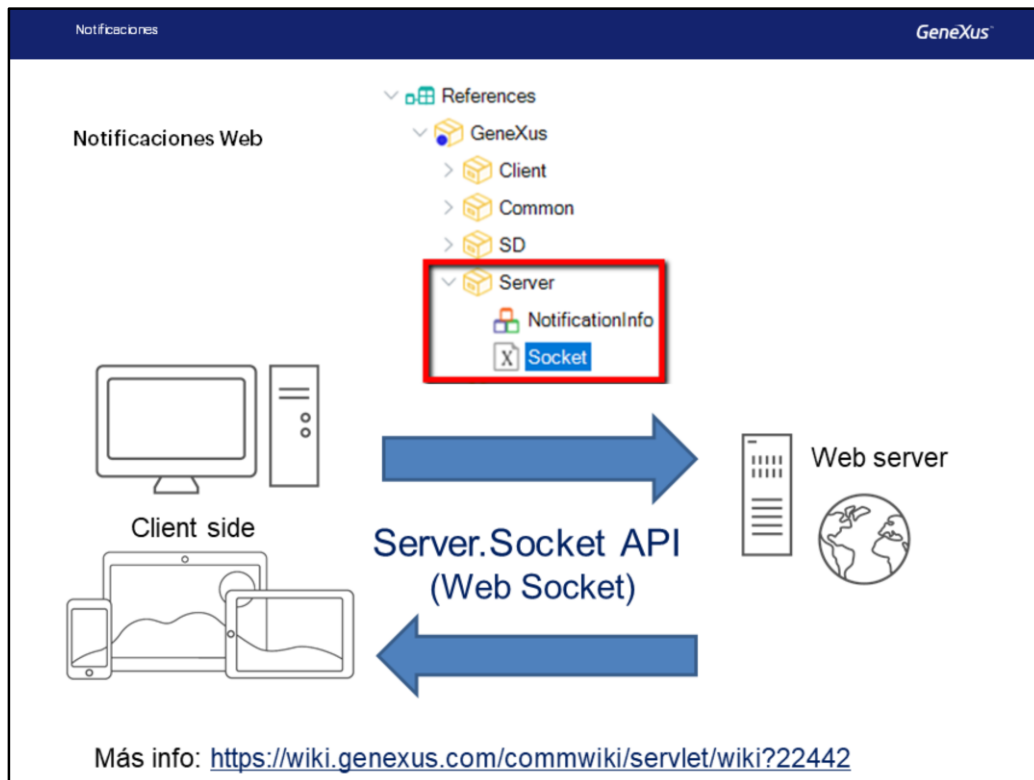 Notificaciones
GeneXus™
References
Notificaciones Web
GeneXus
Client
Common
SD
Server
NotificationInfo
Socket
Web server
Client side
Server.Socket API
(Web Socket)
Más info: https://wiki.genexus.com/commwiki/servlet/wiki?22442